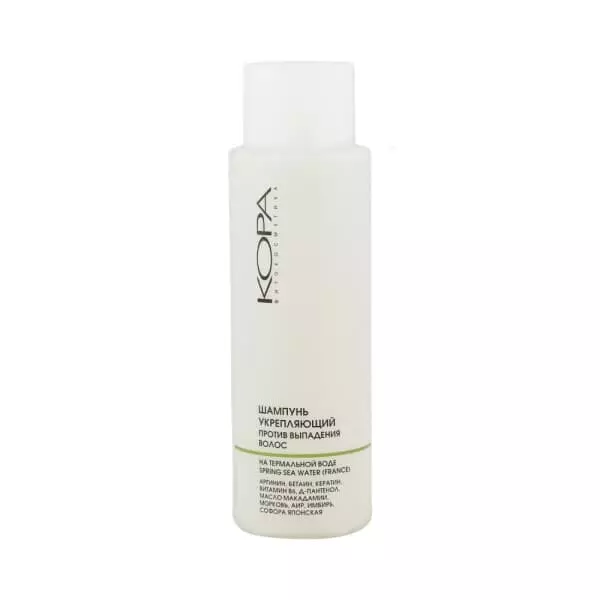 КОРА
ФИТОКОСМЕТИКА
ШАМПУНЬ
УКРЕПЛЯЮЩИЙ
ПРОТИВ ВЫПАДЕНИЯ
ВОЛОС
НА ТЕРМАЛЬНОЙ ВОДЕ
SPRING SEA WATER (FRANCE)
АРГИНИН, БЕТАИН, КЕРАТИН,
ВИТАМИН В6, Д-ПАНТЕНОЛ,
МАСЛО МАКАДАМИИ,
МОРКОВЬ, АИР, ИМБИРЬ,
СОФОРА ЯПОНСКАЯ